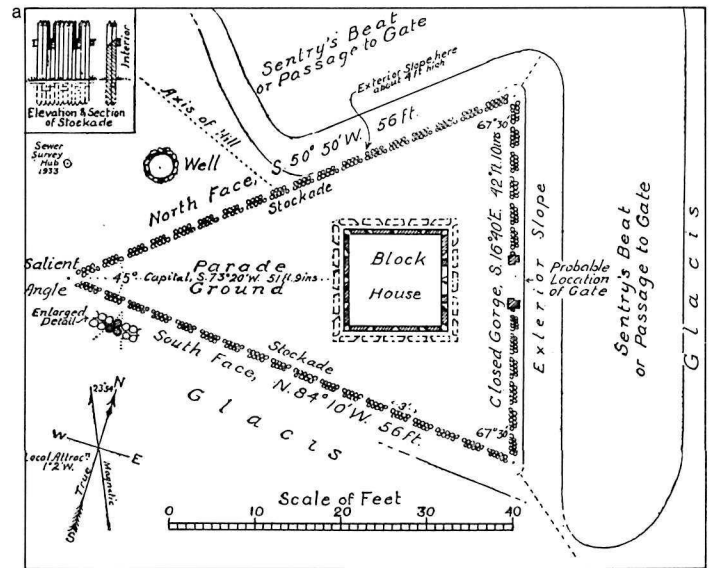 a
Interior
Elevation & Section
of Stockade
Sentry's Beat
or Passage to Gate
Exterior Slope here
about 4 ft high
Axis of Hill
Sewer
Survey
Hub
1933
Well
North Face, S. 50° 50' W. 56 ft.
Stockade
67° 30'
Salient
Angle
45°
Capital, S. 73° 20' W. 51 ft. 9 ins
Parade
Ground
Block
House
Closed Gorge, S. 16° 40' E. 42 ft. 10 ins
Exterior Slope
Probable
Location
of Gate
Sentry's Beat
or Passage to Gate
Glacis
Enlarged
Detail
Stockade
South Face, N. 84° 10' W. 56 ft.
3'
67° 30'
Glacis
N
W
E
S
Local Attract'n
1° 2' W.
True
Magnetic
Scale of Feet
0 10 20 30 40